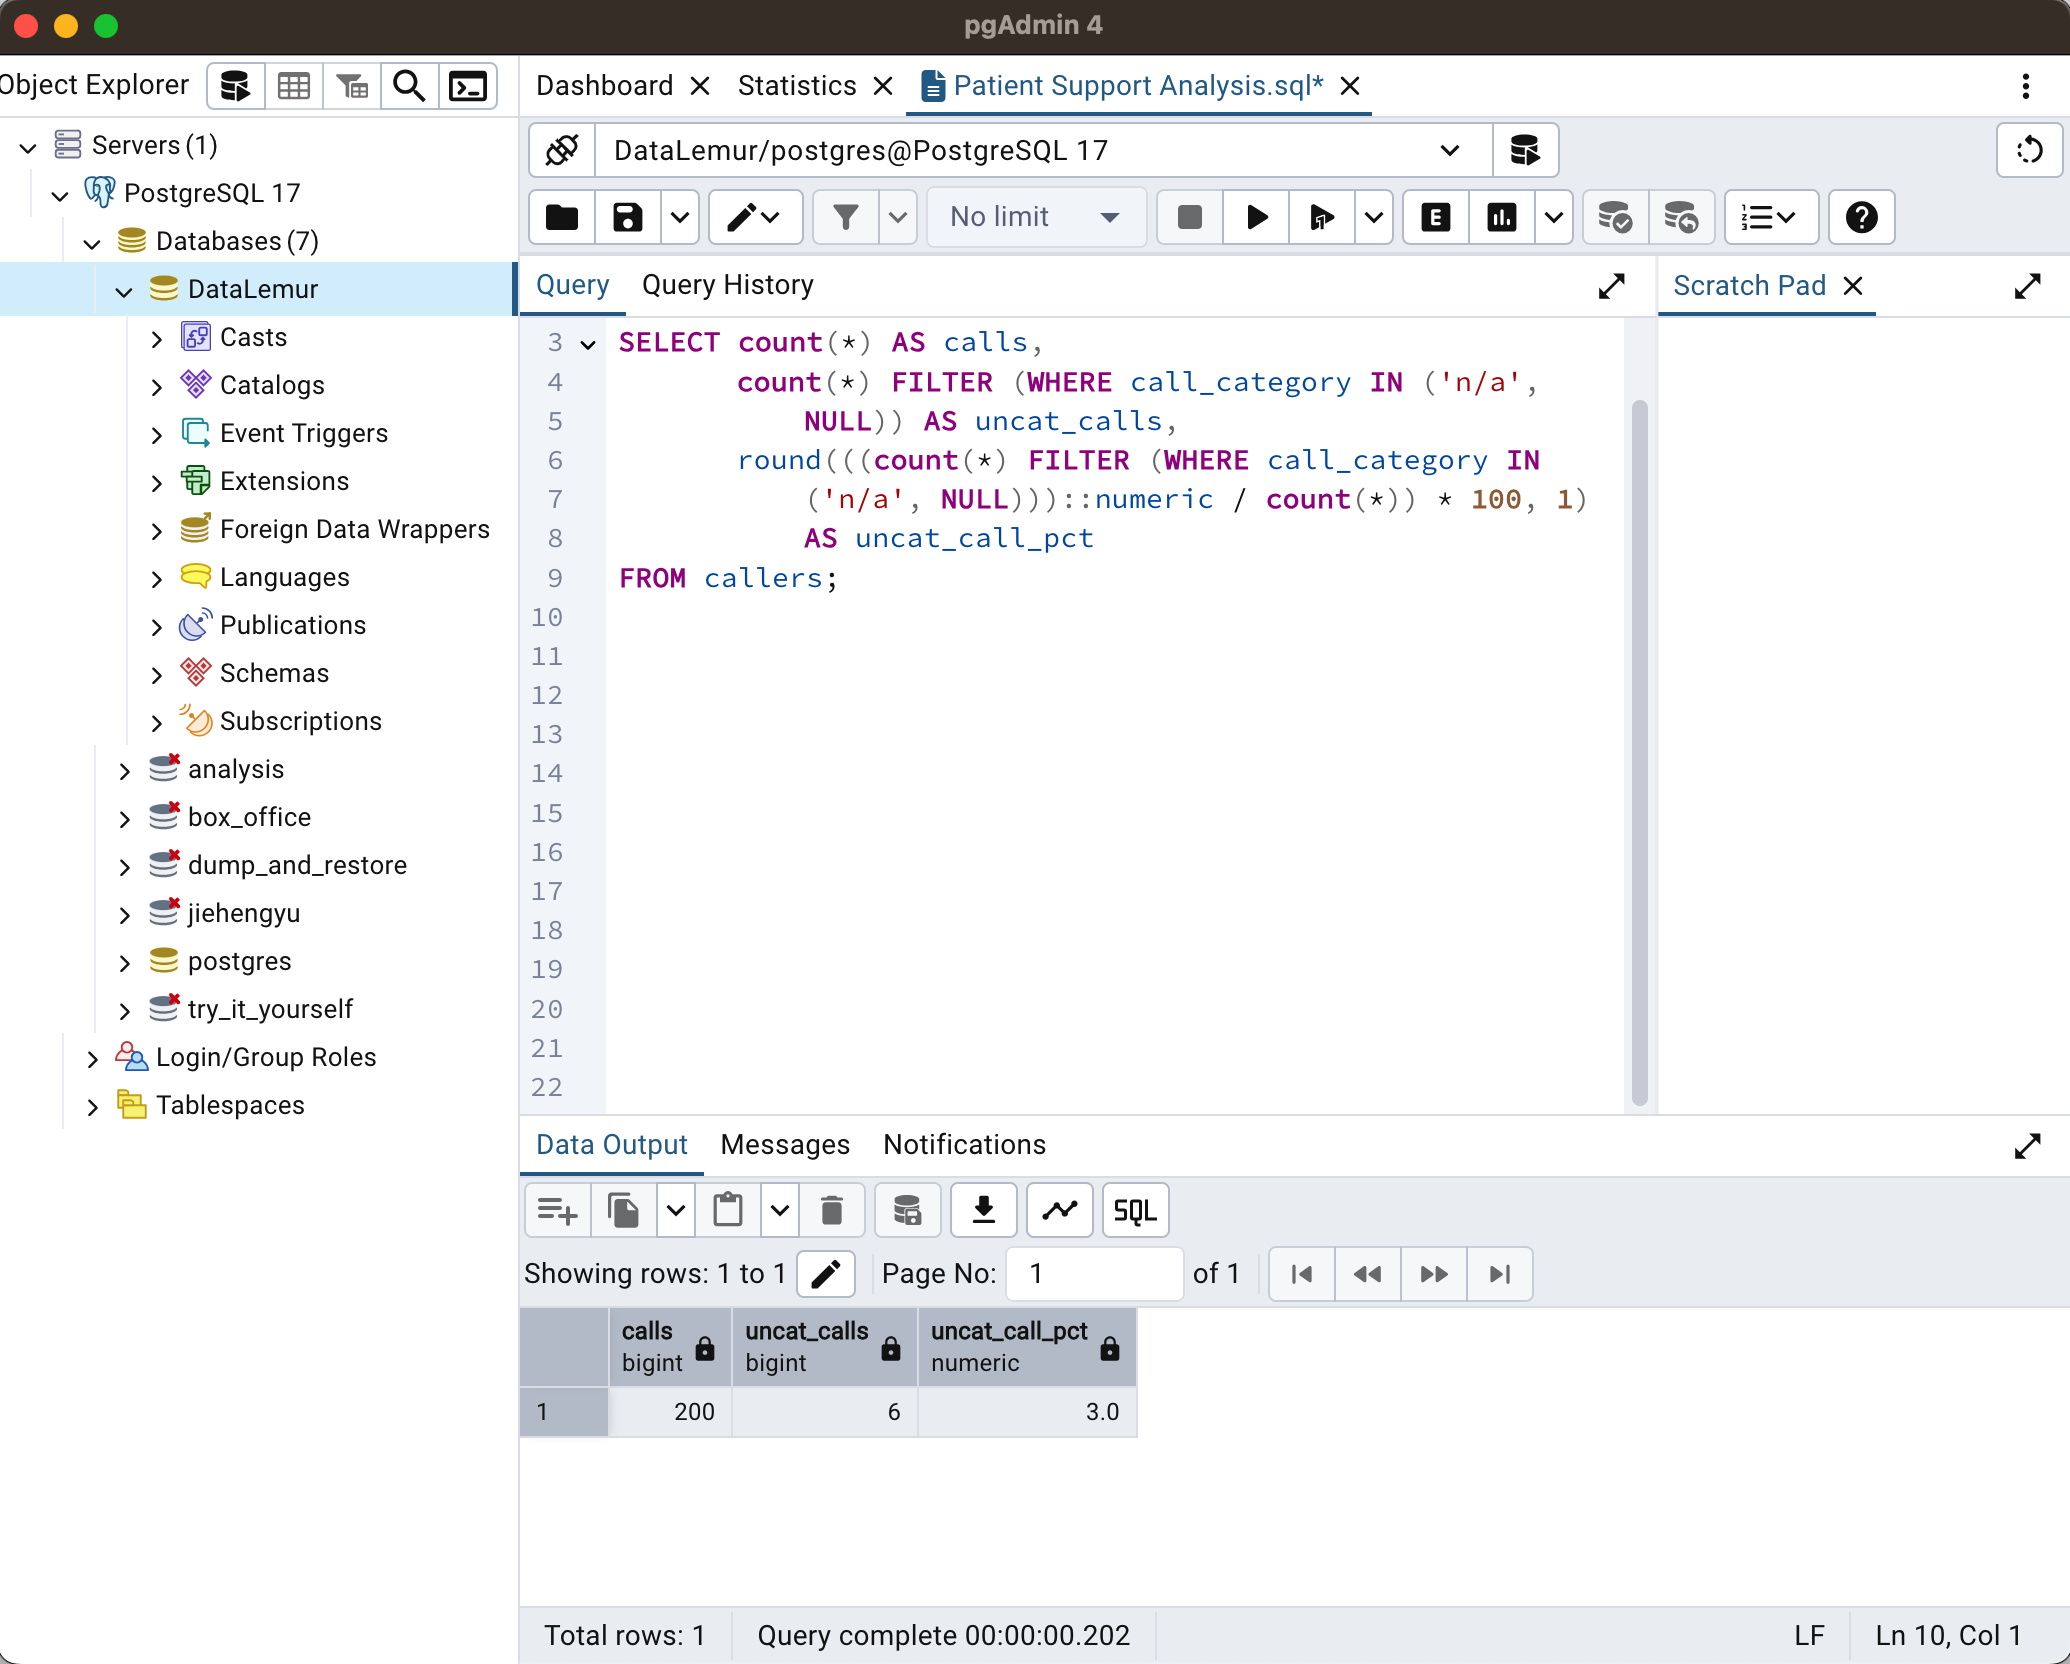 pgAdmin 4
Object Explorer
Dashboard
Statistics
Patient Support Analysis.sql*
Servers (1)
PostgreSQL 17
Databases (7)
DataLemur
Casts
Catalogs
Event Triggers
Extensions
Foreign Data Wrappers
Languages
Publications
Schemas
Subscriptions
analysis
box_office
dump_and_restore
jiehengyu
postgres
try_it_yourself
Login/Group Roles
Tablespaces
DataLemur/postgres@PostgreSQL 17
No limit
E
Query
Query History
Scratch Pad
3 SELECT count(*) AS calls,
4 count(*) FILTER (WHERE call_category IN ('n/a',
5 NULL)) AS uncat_calls,
6 round(((count(*) FILTER (WHERE call_category IN
7 ('n/a', NULL)))::numeric / count(*)) * 100, 1)
8 AS uncat_call_pct
9 FROM callers;
10
11
12
13
14
15
16
17
18
19
20
21
22
Data Output
Messages
Notifications
SQL
Showing rows: 1 to 1
Page No: 1 of 1
calls bigint
uncat_calls bigint
uncat_call_pct numeric
1 200 6 3.0
Total rows: 1
Query complete 00:00:00.202
LF
Ln 10, Col 1